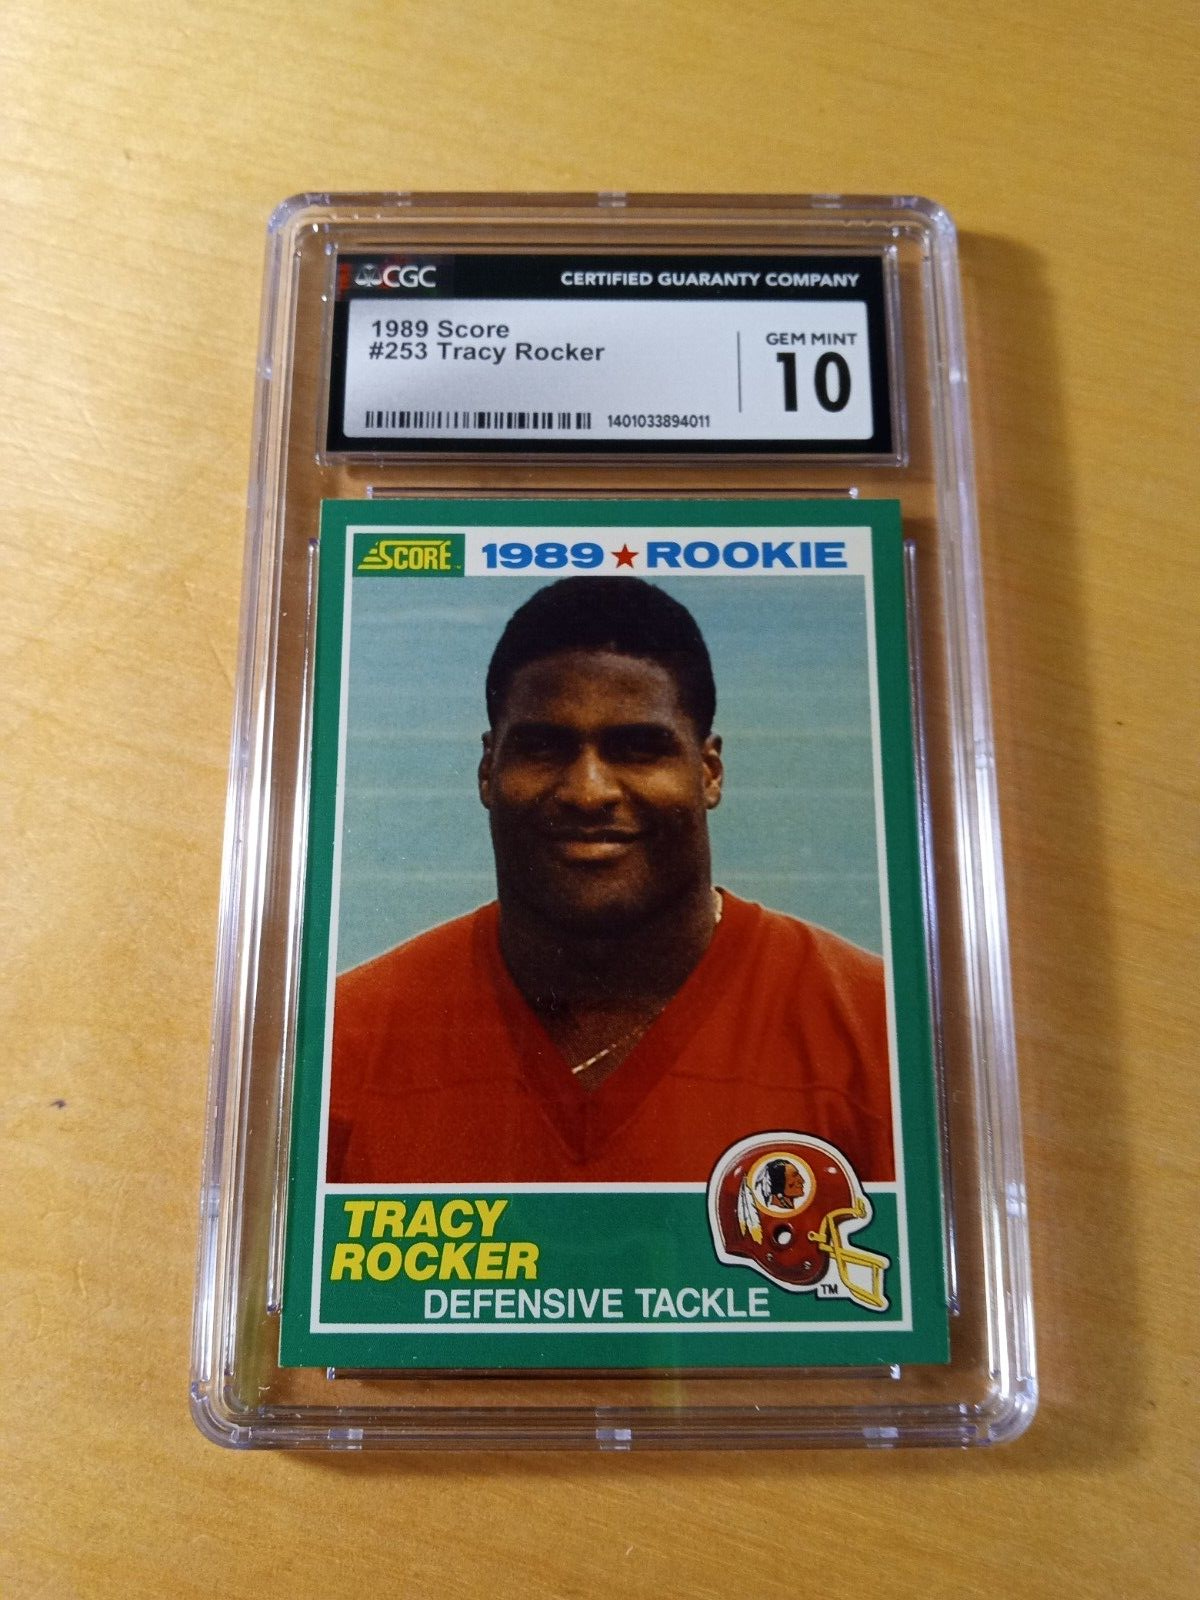 CGC CERTIFIED GUARANTY COMPANY
1989 Score
#253 Tracy Rocker
GEM MINT
10
1401033894011
SCORE 1989 ROOKIE
TRACY
ROCKER
DEFENSIVE TACKLE
TM